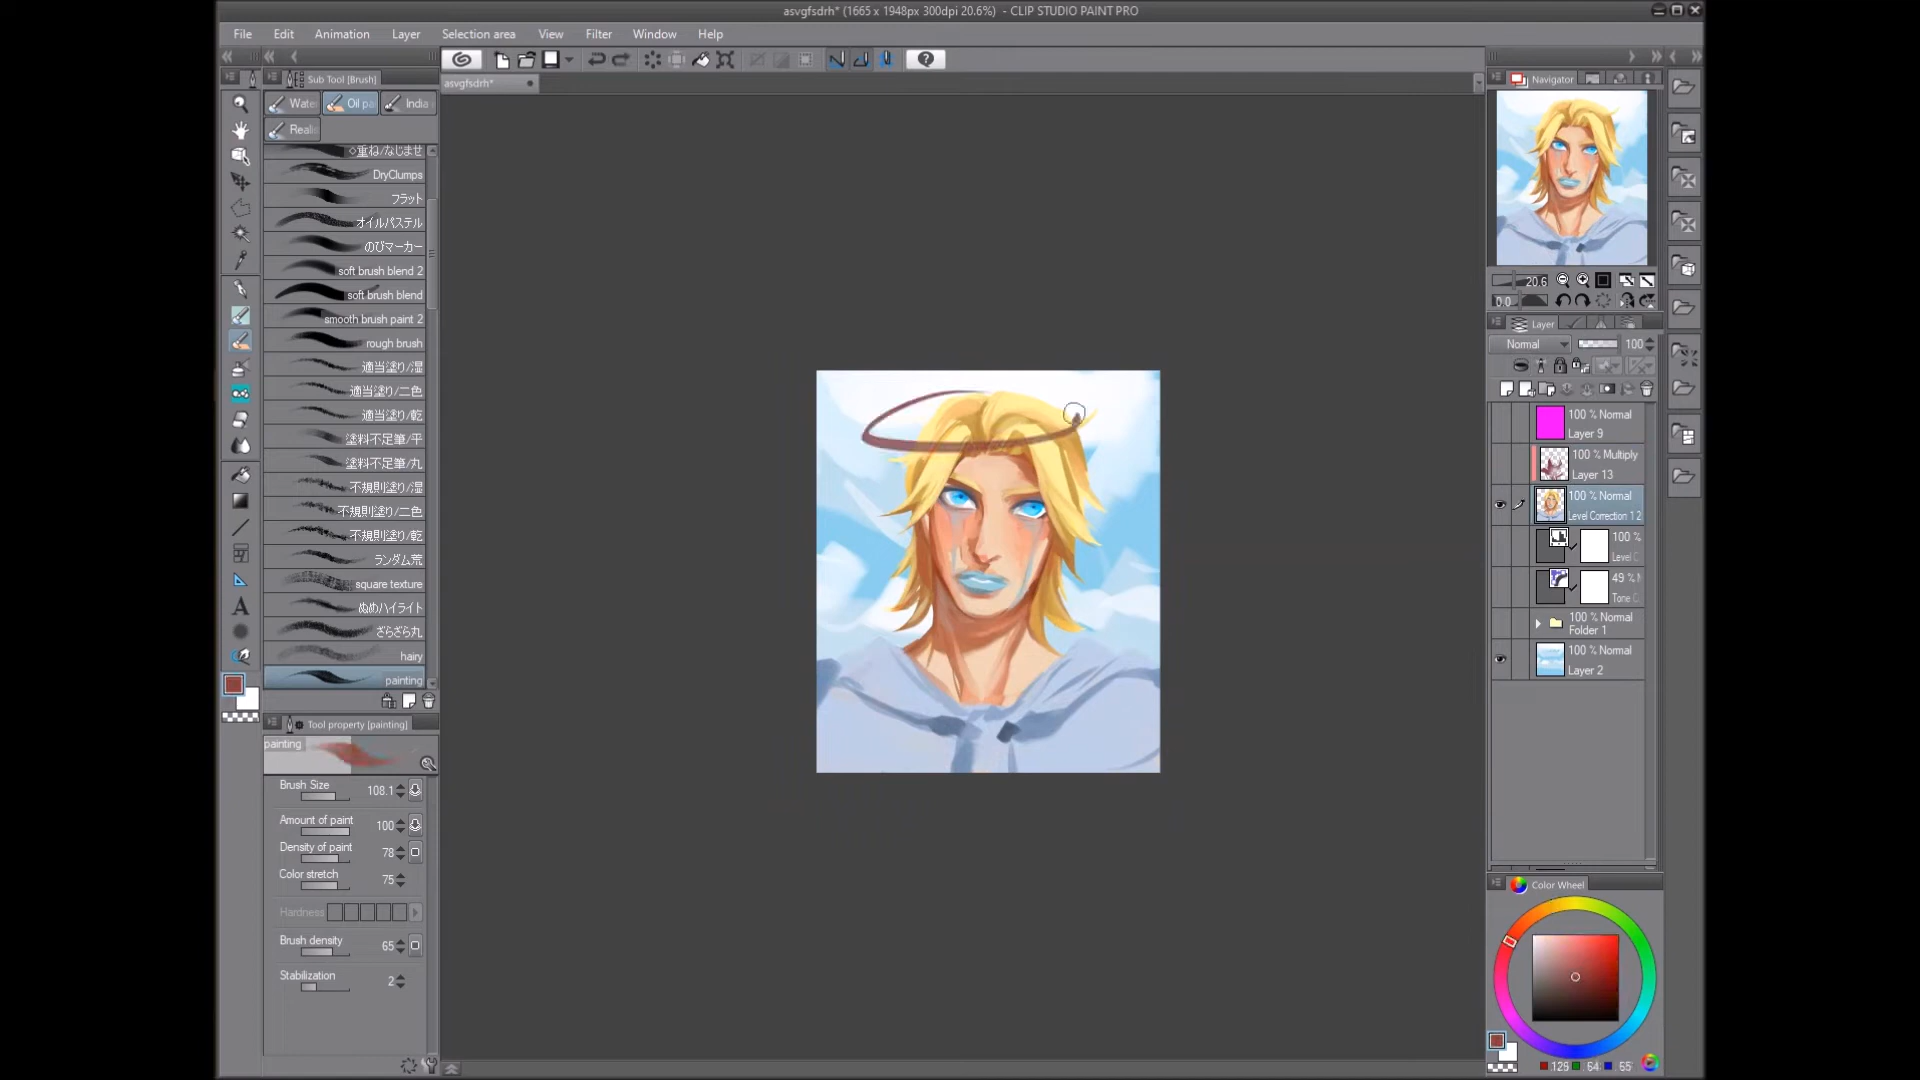 asvgfsdrh* (1665 x 1948px 300dpi 20.6%) - CLIP STUDIO PAINT PRO
File Edit Animation Layer Selection area View Filter Window Help
Sub Tool [Brush]
asvgfsdrh*
Navigator
Wate Oil pa India
Reali
◇重ね/なじませ
DryClumps
フラット
オイルパステル
のびマーカー
soft brush blend 2
soft brush blend
smooth brush paint 2
rough brush
適当塗り/湿
適当塗り/二色
適当塗り/乾
塗料不足筆/平
塗料不足筆/丸
不規則塗り/湿
不規則塗り/二色
不規則塗り/乾
ランダム荒
square texture
ぬめハイライト
ざらざら丸
hairy
painting
Tool property [painting]
painting
Brush Size 108.1
Amount of paint 100
Density of paint 78
Color stretch 75
Hardness
Brush density 65
Stabilization 2
20.6
0.0
Layer
Normal 100
100 % Normal
Layer 9
100 % Multiply
Layer 13
100 % Normal
Level Correction 1 2
100 %
Level C
49 %
Tone C
100 % Normal
Folder 1
100 % Normal
Layer 2
Color Wheel
129 64 65